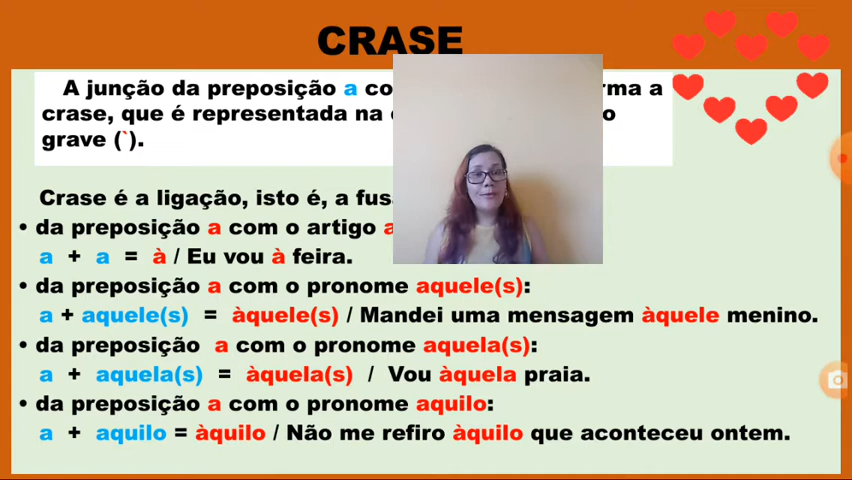 CRASE
A junção da preposição a co rma a
crase, que é representada na o
grave (`).
Crase é a ligação, isto é, a fus
• da preposição a com o artigo a
a + a = à / Eu vou à feira.
• da preposição a com o pronome aquele(s):
a + aquele(s) = àquele(s) / Mandei uma mensagem àquele menino.
• da preposição a com o pronome aquela(s):
a + aquela(s) = àquela(s) / Vou àquela praia.
• da preposição a com o pronome aquilo:
a + aquilo = àquilo / Não me refiro àquilo que aconteceu ontem.